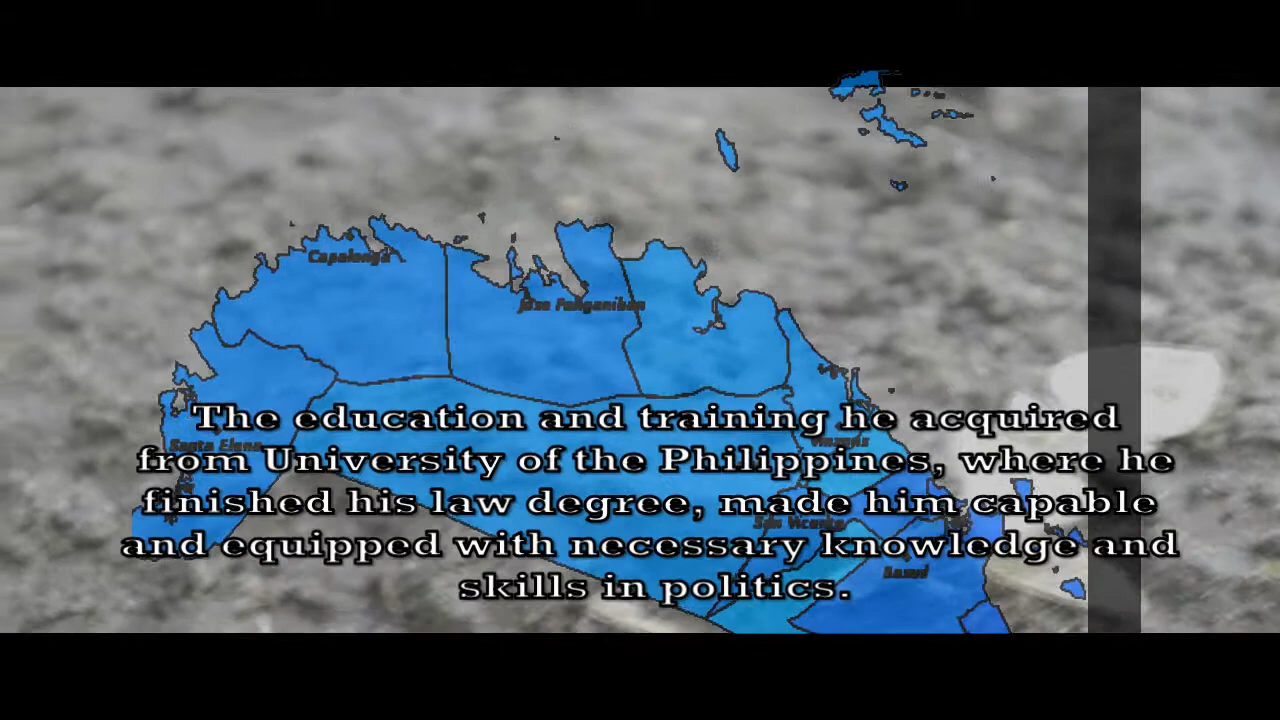 Capalonga
Jose Panganiban
The education and training he acquired
Vinzons
Santa Elena
from University of the Philippines, where he
finished his law degree, made him capable
San Vicente
and equipped with necessary knowledge and
skills in politics.